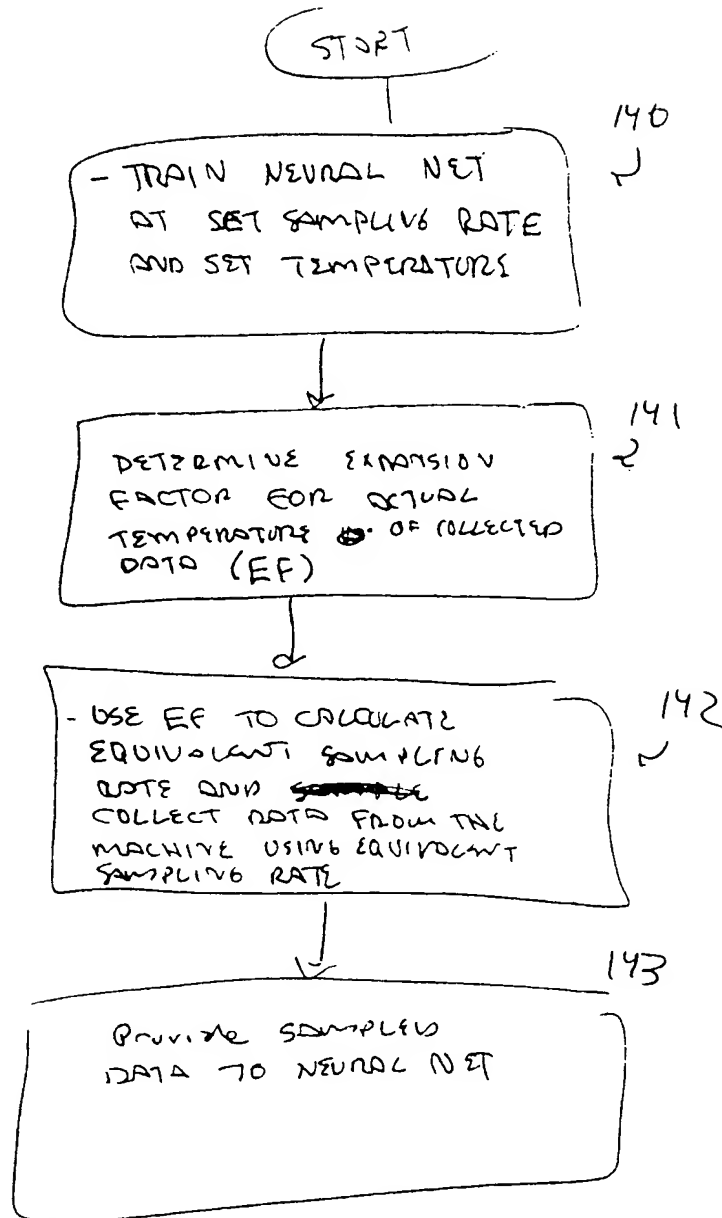 START
140
- TRAIN NEURAL NET
AT SET SAMPLING RATE
AND SET TEMPERATURE
141
DETERMINE EXPANSION
FACTOR FOR ACTUAL
TEMPERATURE OF COLLECTED
DATA (EF)
142
- USE EF TO CALCULATE
EQUIVALENT SAMPLING
RATE AND
COLLECT DATA FROM THE
MACHINE USING EQUIVALENT
SAMPLING RATE
143
Provide SAMPLED
DATA TO NEURAL NET